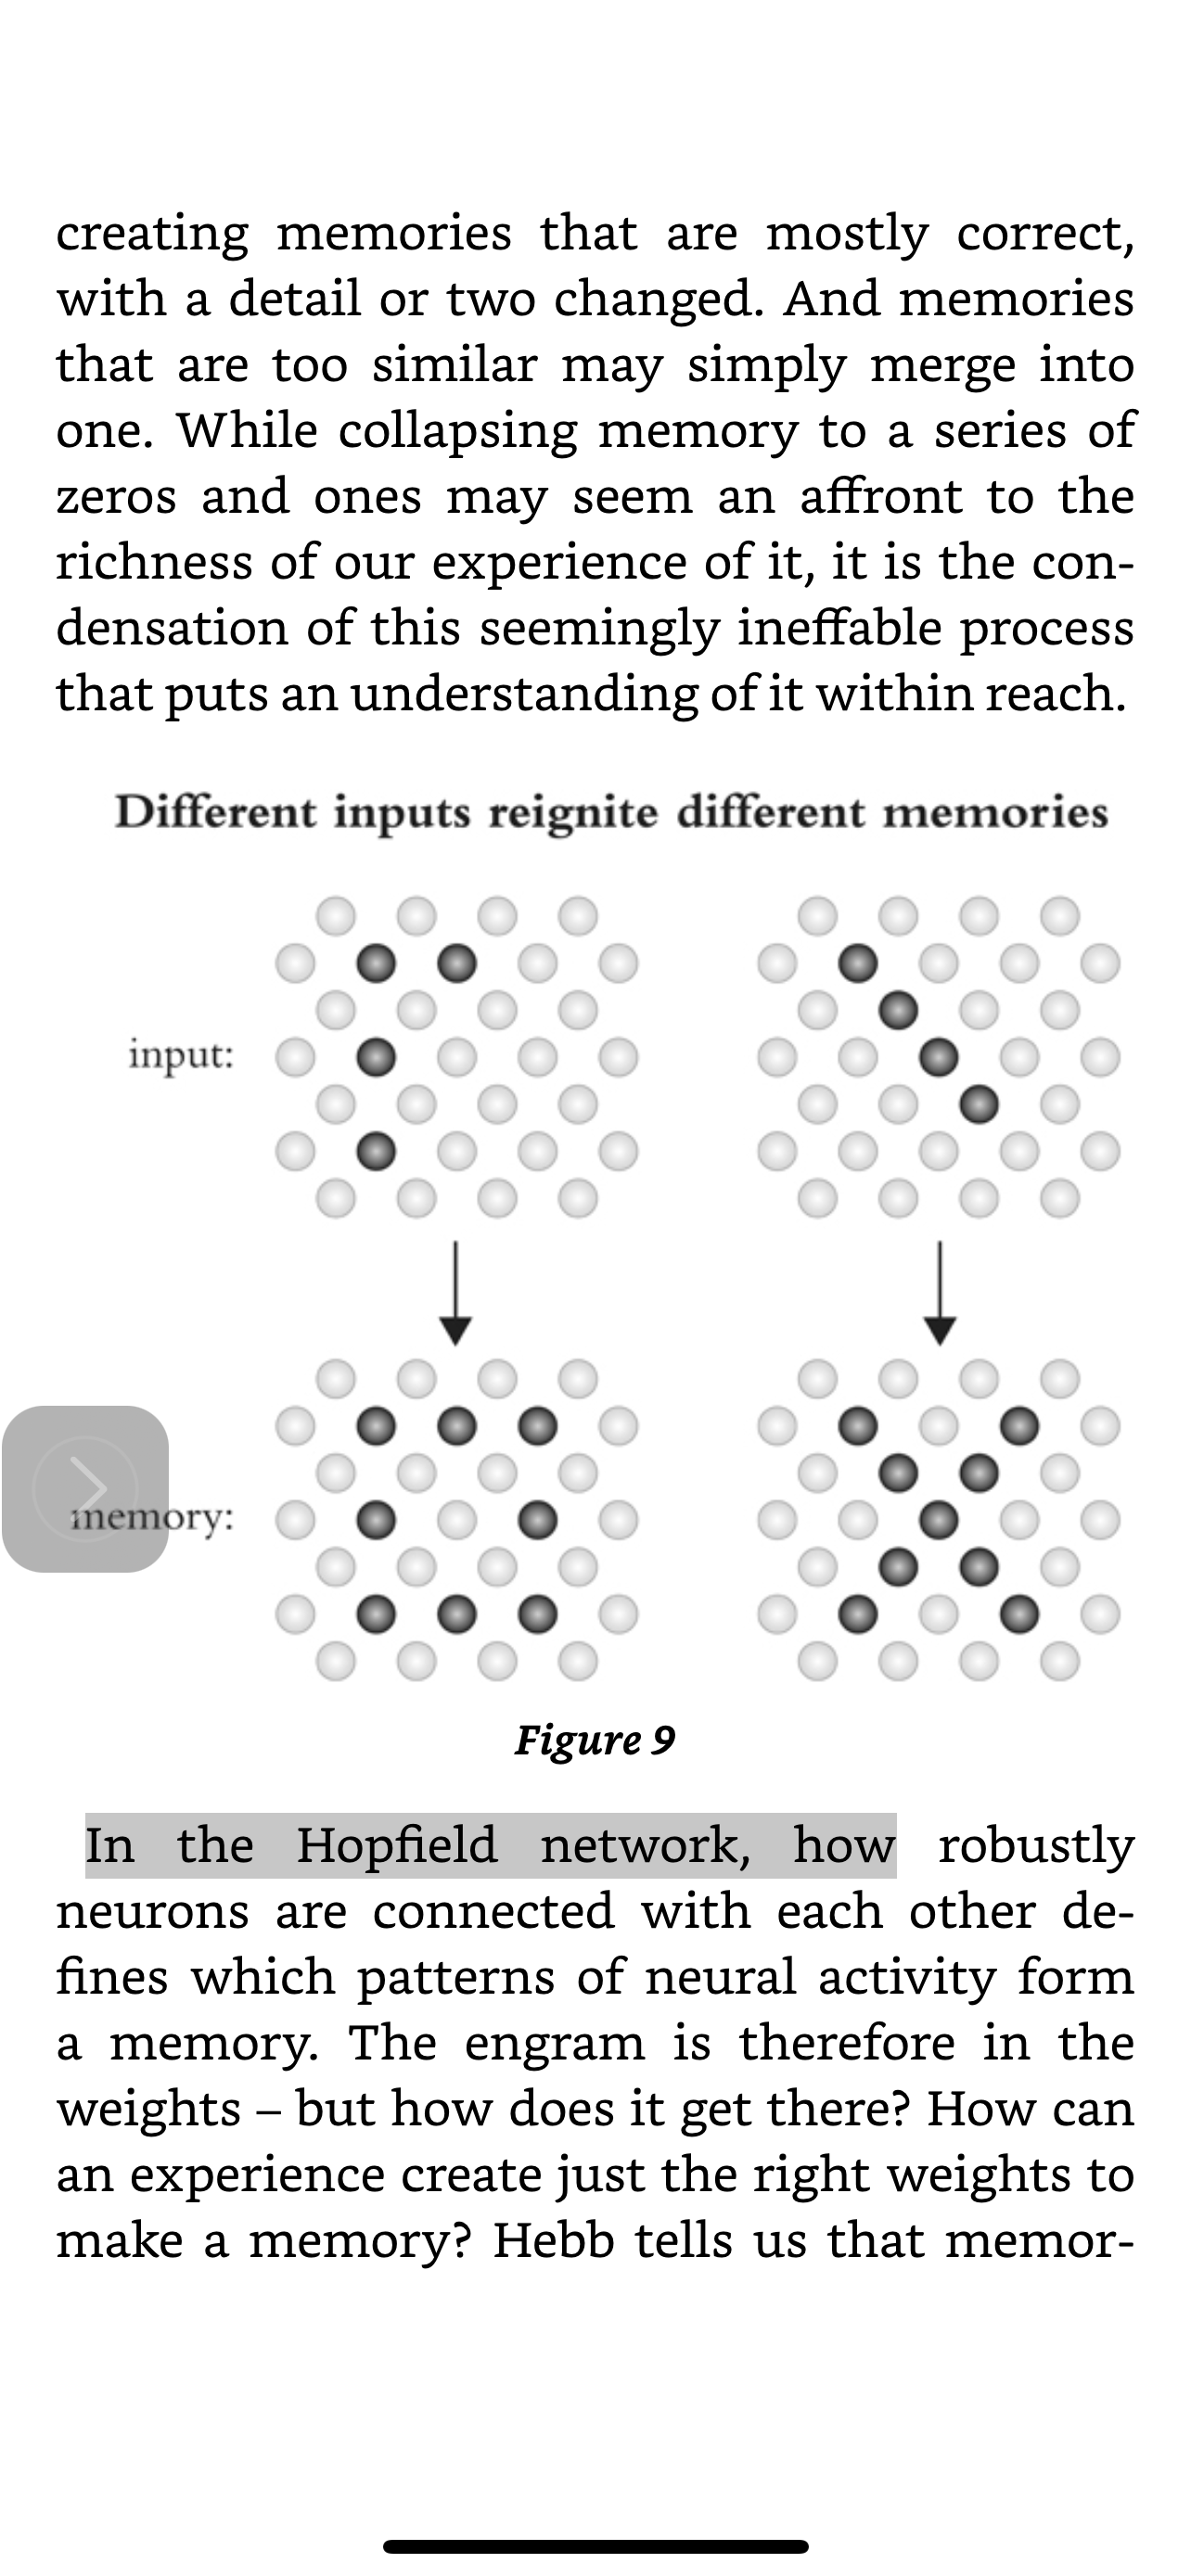 creating memories that are mostly correct,
with a detail or two changed. And memories
that are too similar may simply merge into
one. While collapsing memory to a series of
zeros and ones may seem an affront to the
richness of our experience of it, it is the con-
densation of this seemingly ineffable process
that puts an understanding of it within reach.
Different inputs reignite different memories
input:
memory:
Figure 9
In the Hopfield network, how robustly
neurons are connected with each other de-
fines which patterns of neural activity form
a memory. The engram is therefore in the
weights – but how does it get there? How can
an experience create just the right weights to
make a memory? Hebb tells us that memor-